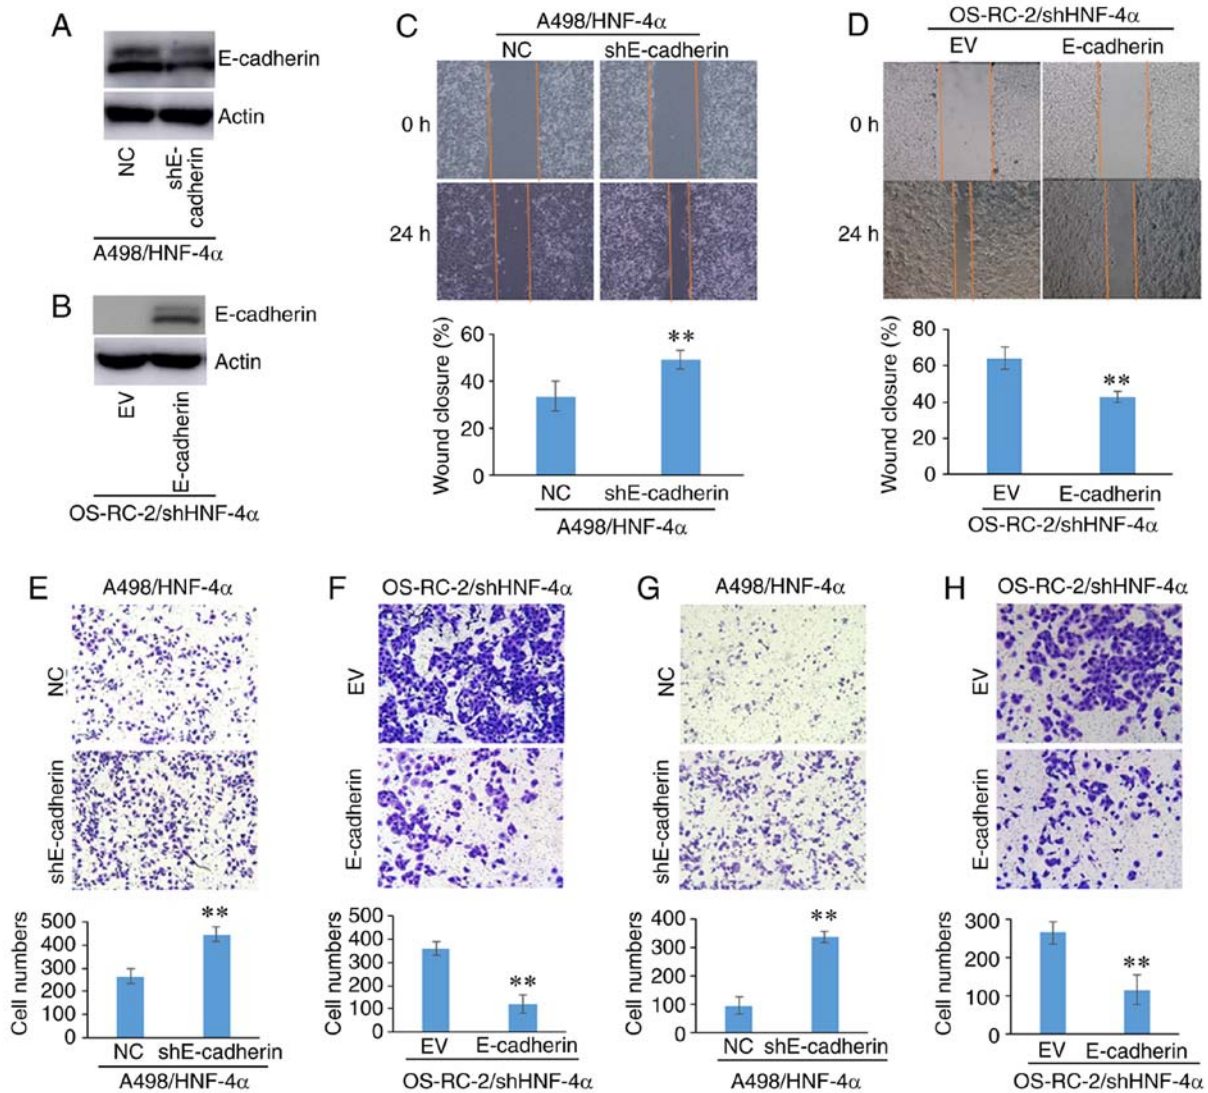 A
E-cadherin
Actin
NC
shE-
cadherin
A498/HNF-4α
B
E-cadherin
Actin
EV
E-cadherin
OS-RC-2/shHNF-4α
C
A498/HNF-4α
NC shE-cadherin
0 h
24 h
Wound closure (%)
60
40
20
0
**
NC shE-cadherin
A498/HNF-4α
D
OS-RC-2/shHNF-4α
EV E-cadherin
0 h
24 h
Wound closure (%)
80
60
40
20
0
**
EV E-cadherin
OS-RC-2/shHNF-4α
E
A498/HNF-4α
NC
shE-cadherin
Cell numbers
500
400
300
200
100
0
**
NC shE-cadherin
A498/HNF-4α
F
OS-RC-2/shHNF-4α
EV
E-cadherin
Cell numbers
500
400
300
200
100
0
**
EV E-cadherin
OS-RC-2/shHNF-4α
G
A498/HNF-4α
NC
shE-cadherin
Cell numbers
400
300
200
100
0
**
NC shE-cadherin
A498/HNF-4α
H
OS-RC-2/shHNF-4α
EV
E-cadherin
Cell numbers
300
200
100
0
**
EV E-cadherin
OS-RC-2/shHNF-4α